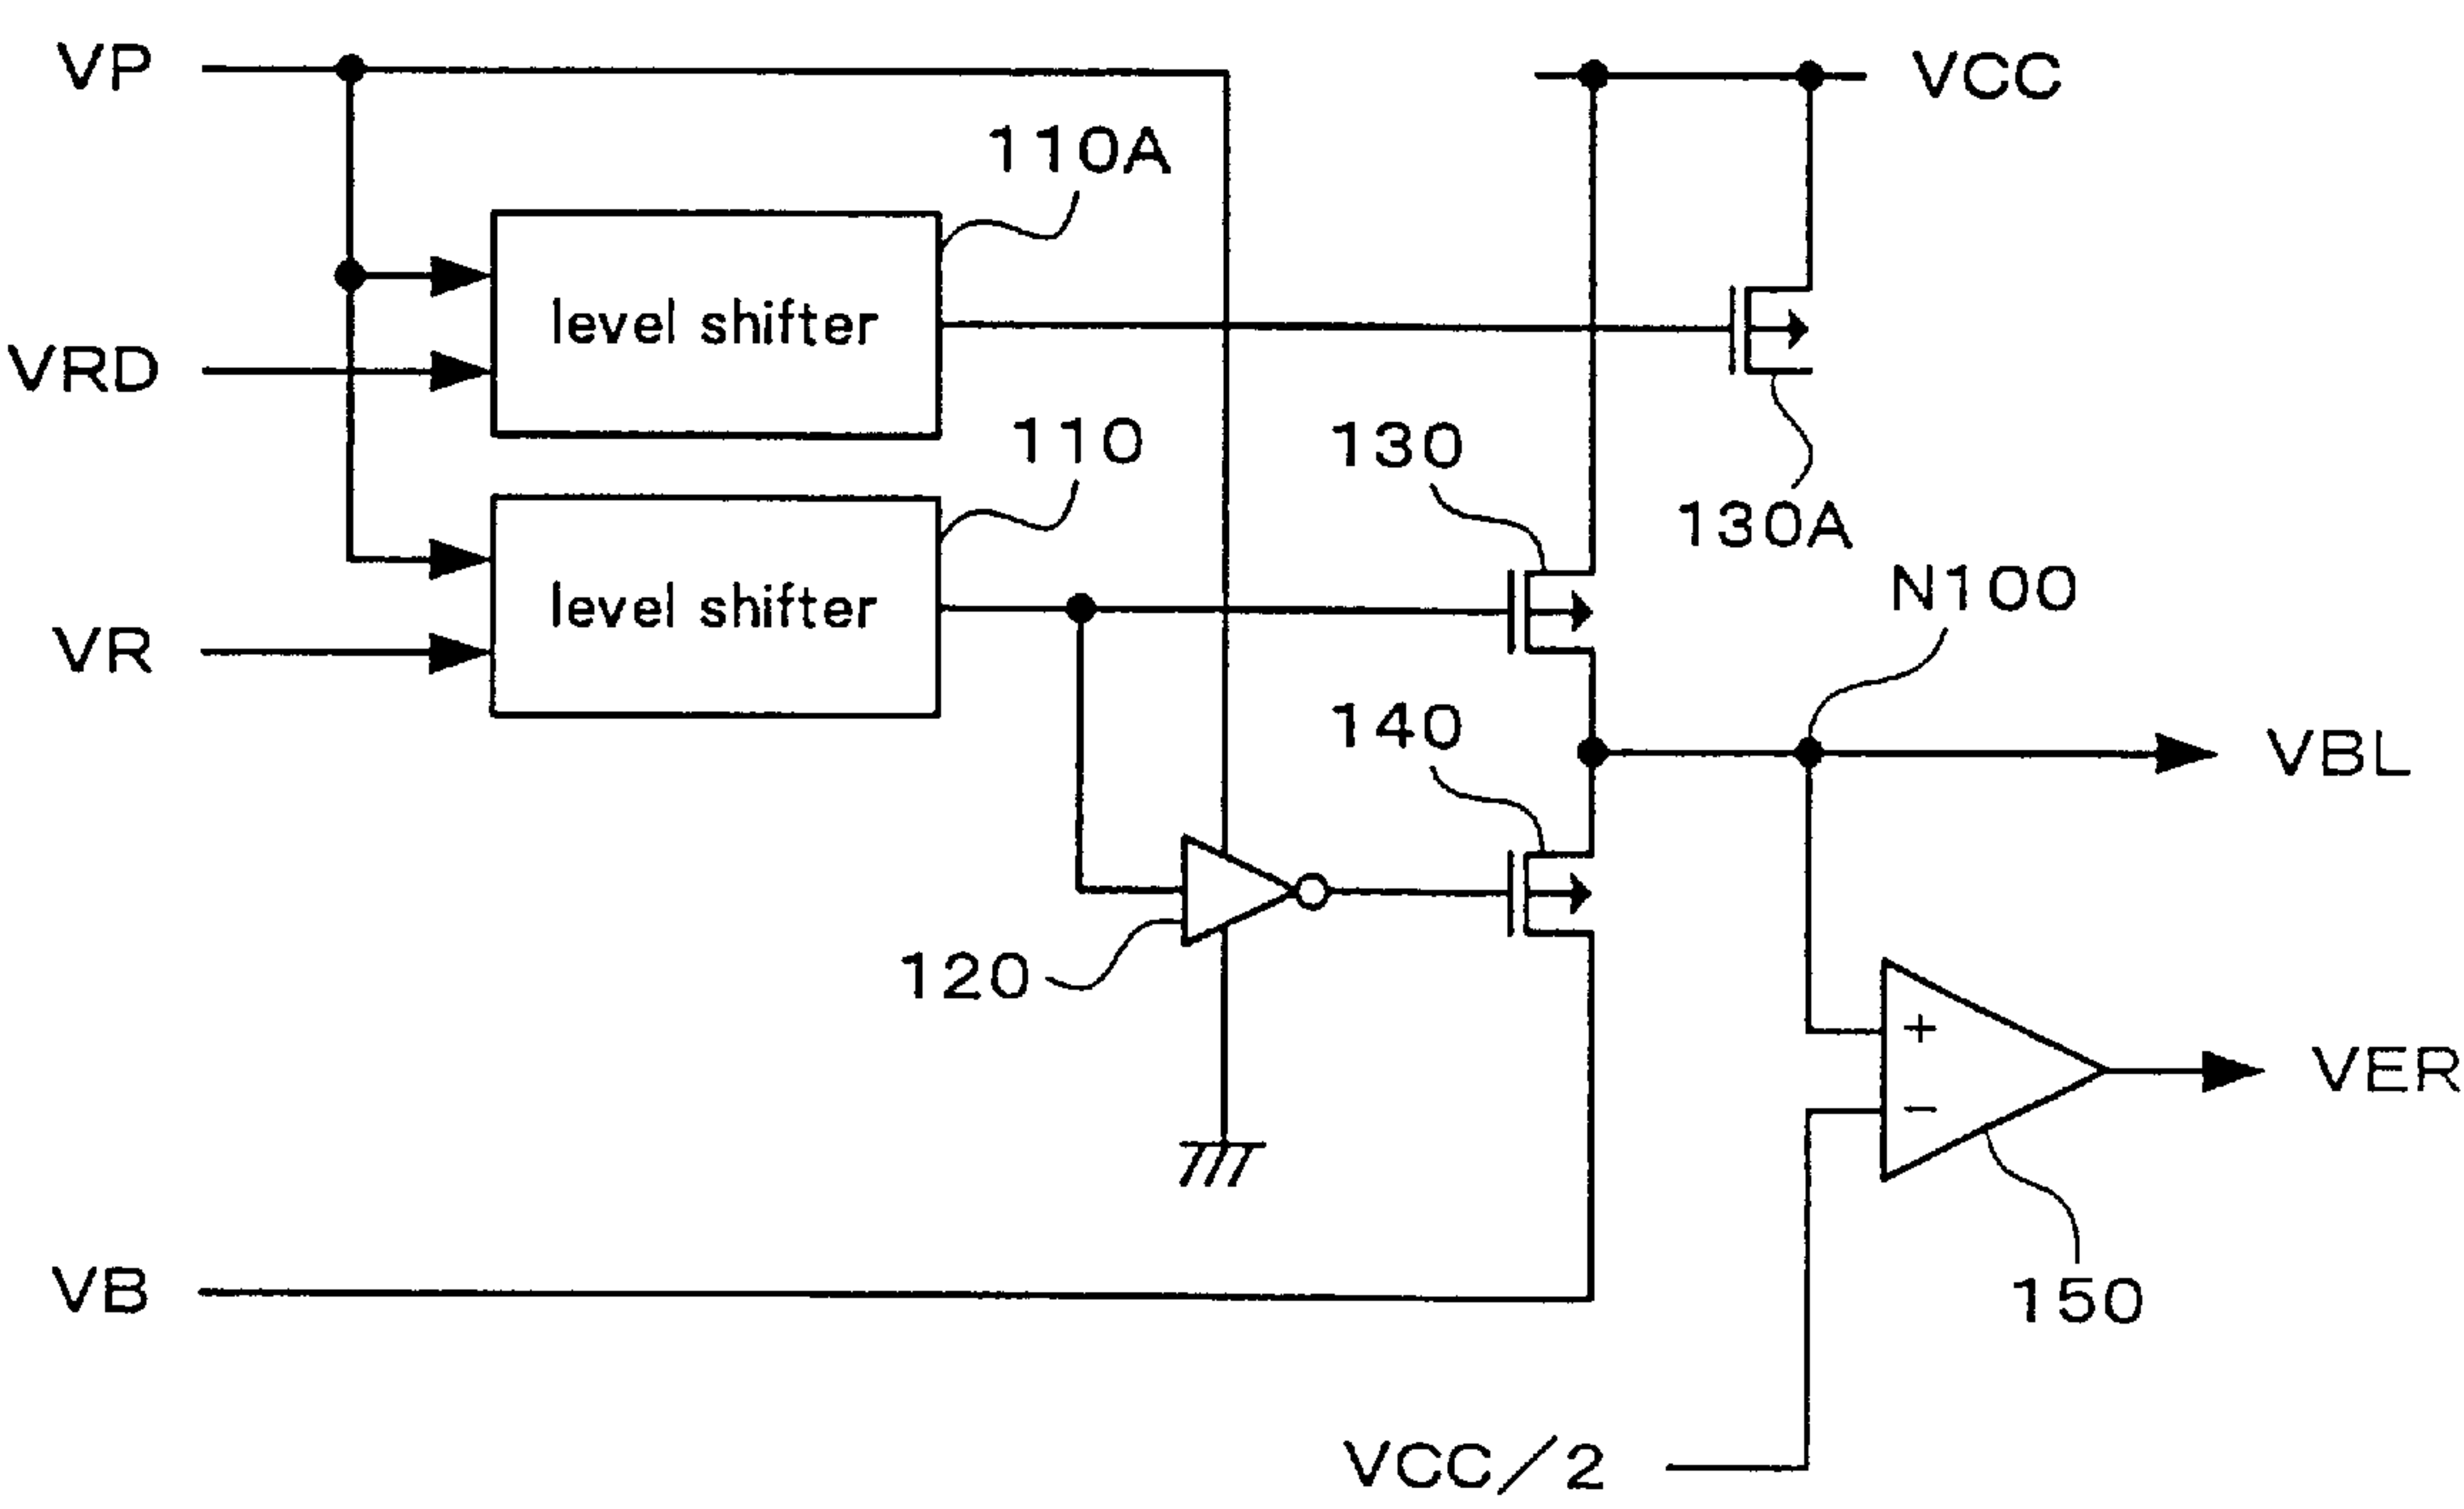 VP
VCC
110A
level shifter
VRD
110
130
130A
N100
level shifter
VR
140
VBL
120
+
VER
−
VB
150
VCC/2